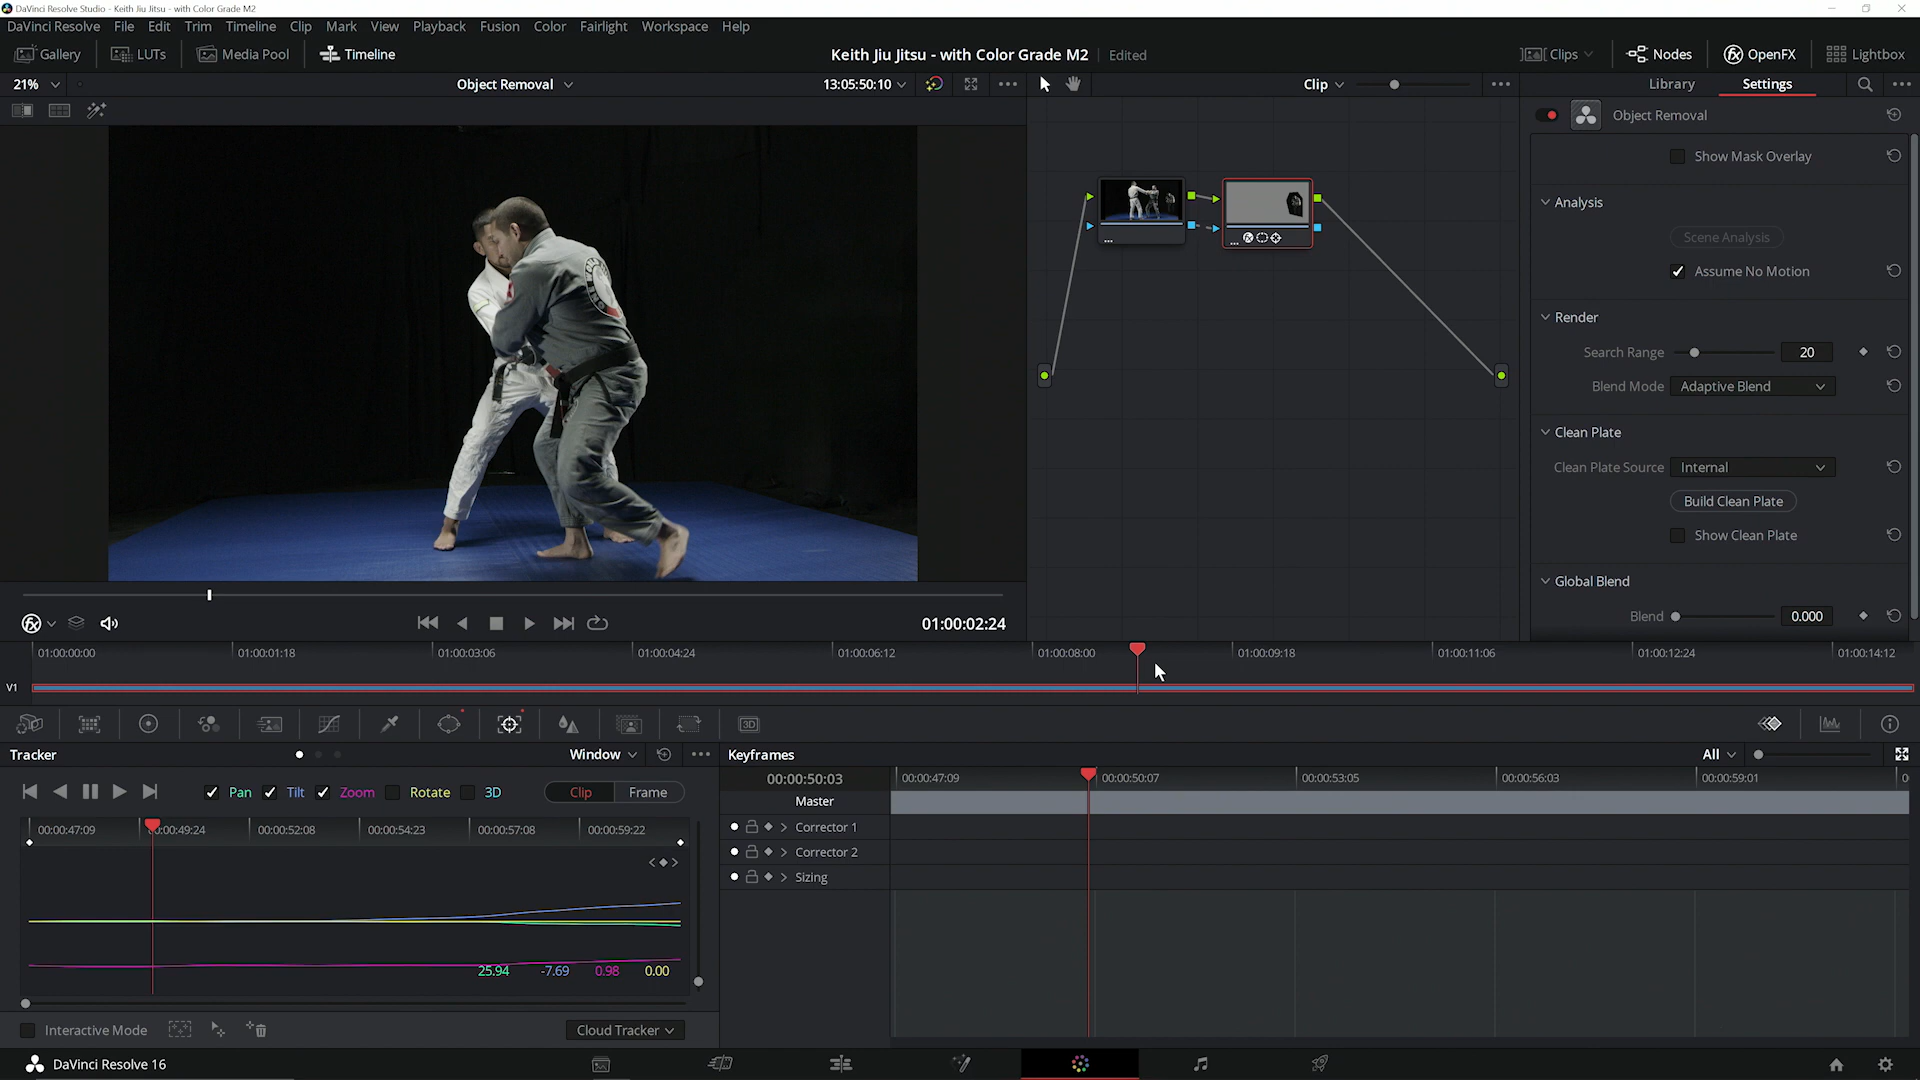 DaVinci Resolve Studio - Keith Jiu Jitsu - with Color Grade M2
DaVinci Resolve File Edit Trim Timeline Clip Mark View Playback Fusion Color Fairlight Workspace Help
Gallery LUTs Media Pool Timeline Keith Jiu Jitsu - with Color Grade M2 Edited Clips Nodes OpenFX Lightbox
21% Object Removal 13:05:50:10 Clip Library Settings
Object Removal
Show Mask Overlay
Analysis
Scene Analysis
Assume No Motion
Render
Search Range 20
Blend Mode Adaptive Blend
Clean Plate
Clean Plate Source Internal
Build Clean Plate
Show Clean Plate
Global Blend
Blend 0.000
01:00:02:24
01:00:00:00 01:00:01:18 01:00:03:06 01:00:04:24 01:00:06:12 01:00:08:00 01:00:09:18 01:00:11:06 01:00:12:24 01:00:14:12
V1
3D
Tracker Window Keyframes All
00:00:50:03 00:00:47:09 00:00:50:07 00:00:53:05 00:00:56:03 00:00:59:01
Pan Tilt Zoom Rotate 3D Clip Frame
Master
00:00:47:09 00:00:49:24 00:00:52:08 00:00:54:23 00:00:57:08 00:00:59:22
Corrector 1
Corrector 2
Sizing
25.94 -7.69 0.98 0.00
Interactive Mode Cloud Tracker
DaVinci Resolve 16